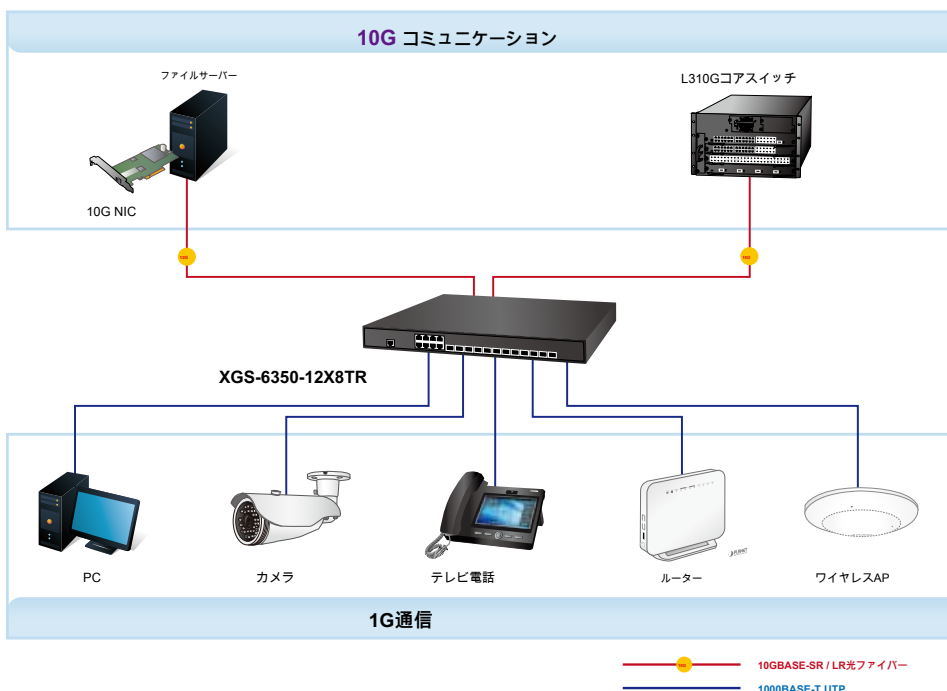 10G コミュニケーション
ファイルサーバー
L310Gコアスイッチ
10G NIC
XGS-6350-12X8TR
PC
カメラ
テレビ電話
ルーター
ワイヤレスAP
PLANET
1G通信
10GBASE-SR / LR光ファイバー
1000BASE-T UTP